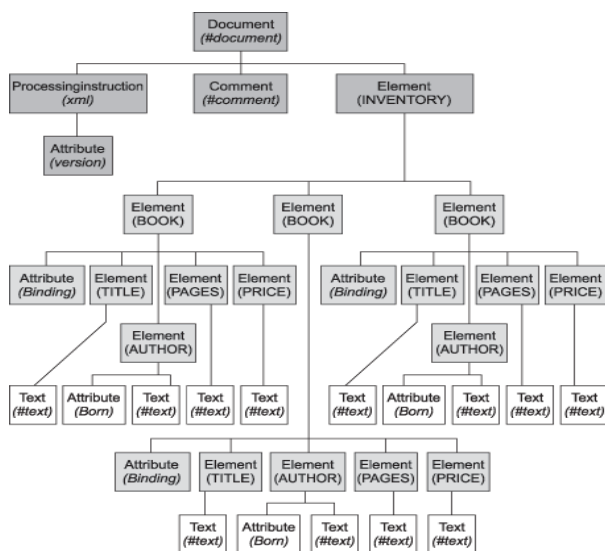 Document
(#document)
Processinginstruction
(xml)
Comment
(#comment)
Element
(INVENTORY)
Attribute
(version)
Element
(BOOK)
Element
(BOOK)
Element
(BOOK)
Attribute
(Binding)
Element
(TITLE)
Element
(PAGES)
Element
(PRICE)
Attribute
(Binding)
Element
(TITLE)
Element
(PAGES)
Element
(PRICE)
Element
(AUTHOR)
Element
(AUTHOR)
Text
(#text)
Attribute
(Born)
Text
(#text)
Text
(#text)
Text
(#text)
Text
(#text)
Attribute
(Born)
Text
(#text)
Text
(#text)
Text
(#text)
Attribute
(Binding)
Element
(TITLE)
Element
(AUTHOR)
Element
(PAGES)
Element
(PRICE)
Text
(#text)
Attribute
(Born)
Text
(#text)
Text
(#text)
Text
(#text)